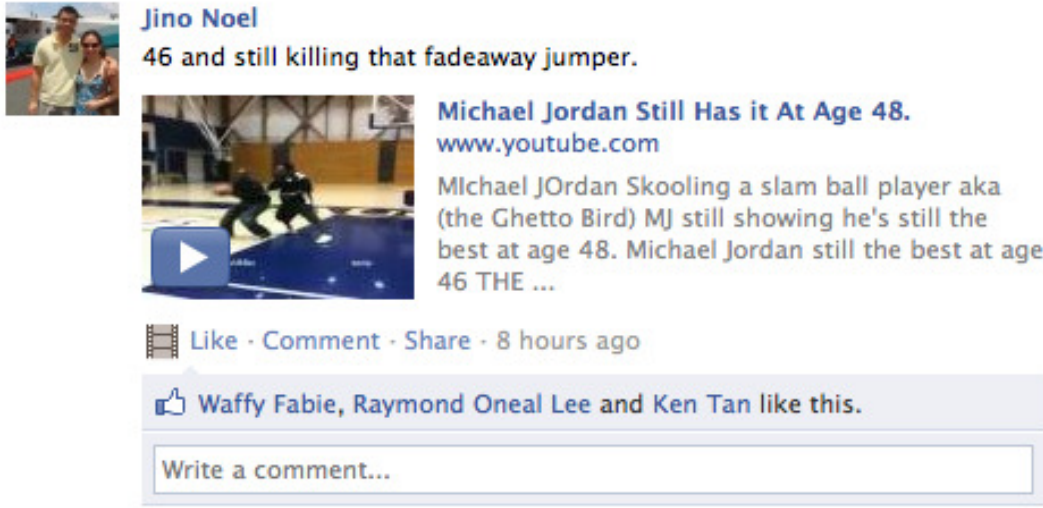 Jino Noel
46 and still killing that fadeaway jumper.
Michael Jordan Still Has it At Age 48.
www.youtube.com
MIchael JOrdan Skooling a slam ball player aka
(the Ghetto Bird) MJ still showing he's still the
best at age 48. Michael Jordan still the best at age
46 THE ...
Like · Comment · Share · 8 hours ago
Waffy Fabie, Raymond Oneal Lee and Ken Tan like this.
Write a comment...